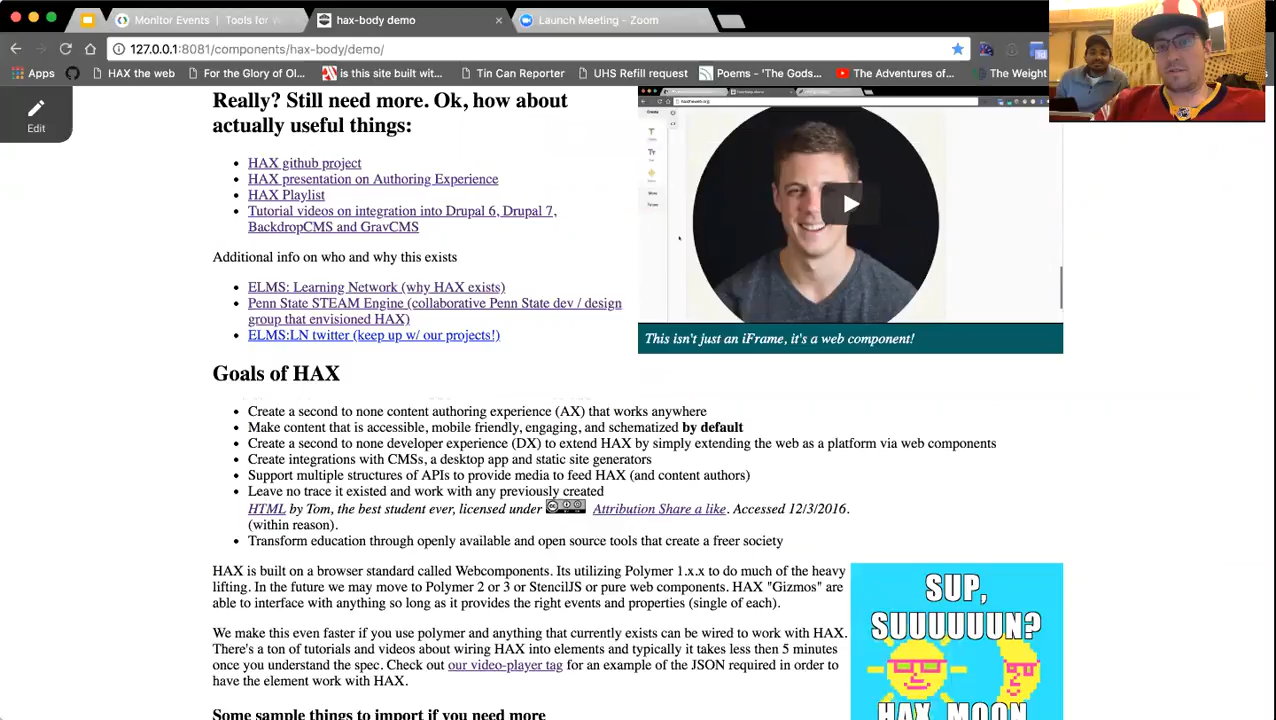 Monitor Events | Tools for
hax-body demo
Launch Meeting - Zoom
127.0.0.1:8081/components/hax-body/demo/
Apps
HAX the web
For the Glory of Ol...
is this site built wit...
Tin Can Reporter
UHS Refill request
Poems - 'The Gods...
The Adventures of...
The Weight
Edit
Really? Still need more. Ok, how about
actually useful things:
HAX github project
HAX presentation on Authoring Experience
HAX Playlist
Tutorial videos on integration into Drupal 6, Drupal 7,
BackdropCMS and GravCMS
Additional info on who and why this exists
ELMS: Learning Network (why HAX exists)
Penn State STEAM Engine (collaborative Penn State dev / design
group that envisioned HAX)
ELMS:LN twitter (keep up w/ our projects!)
This isn't just an iFrame, it's a web component!
Goals of HAX
Create a second to none content authoring experience (AX) that works anywhere
Make content that is accessible, mobile friendly, engaging, and schematized by default
Create a second to none developer experience (DX) to extend HAX by simply extending the web as a platform via web components
Create integrations with CMSs, a desktop app and static site generators
Support multiple structures of APIs to provide media to feed HAX (and content authors)
Leave no trace it existed and work with any previously created
HTML by Tom, the best student ever, licensed under Attribution Share a like. Accessed 12/3/2016.
(within reason).
Transform education through openly available and open source tools that create a freer society
HAX is built on a browser standard called Webcomponents. Its utilizing Polymer 1.x.x to do much of the heavy
lifting. In the future we may move to Polymer 2 or 3 or StencilJS or pure web components. HAX "Gizmos" are
able to interface with anything so long as it provides the right events and properties (single of each).
We make this even faster if you use polymer and anything that currently exists can be wired to work with HAX.
There's a ton of tutorials and videos about wiring HAX into elements and typically it takes less then 5 minutes
once you understand the spec. Check out our video-player tag for an example of the JSON required in order to
have the element work with HAX.
SUP,
SUUUUUUN?
HAX MOON
Some sample things to import if you need more